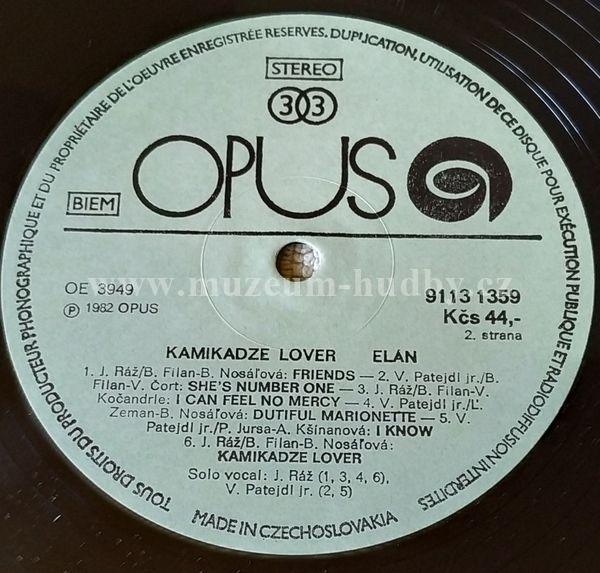 TOUS DROITS DU PRODUCTEUR PHONOGRAPHIQUE ET DU PROPRIÉTAIRE DE L'OEUVRE ENREGISTRÉE RESERVÉS. DUPLICATION, UTILISATION DE CE DISQUE POUR EXÉCUTION PUBLIQUE ET RADIODIFFUSION INTERDITES
STEREO
33
OPUS
BIEM
www.muzeum-hudby.cz
OE 3949
9113 1359
Ⓟ 1982 OPUS
Kčs 44,-
2. strana
KAMIKADZE LOVER ELÁN
1. J. Ráž/B. Filan-B. Nosáľová: FRIENDS — 2. V. Patejdl jr./B.
Filan-V. Čort: SHE'S NUMBER ONE — 3. J. Ráž/B. Filan-V.
Kočandrle: I CAN FEEL NO MERCY — 4. V. Patejdl jr./Ľ.
Zeman-B. Nosáľová: DUTIFUL MARIONETTE — 5. V.
Patejdl jr./P. Jursa-A. Kšinanová: I KNOW
6. J. Ráž/B. Filan-B. Nosáľová:
KAMIKADZE LOVER
Solo vocal: J. Ráž (1, 3, 4, 6),
V. Patejdl jr. (2, 5)
MADE IN CZECHOSLOVAKIA